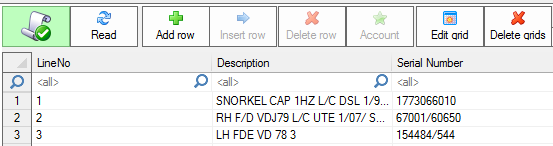 Read Add row Insert row Delete row Account Edit grid Delete grids
LineNo Description Serial Number
<all> <all> <all>
1 1 SNORKEL CAP 1HZ L/C DSL 1/9... 1773066010
2 2 RH F/D VDJ79 L/C UTE 1/07/ S... 67001/60650
3 3 LH FDE VD 78 3 154484/544